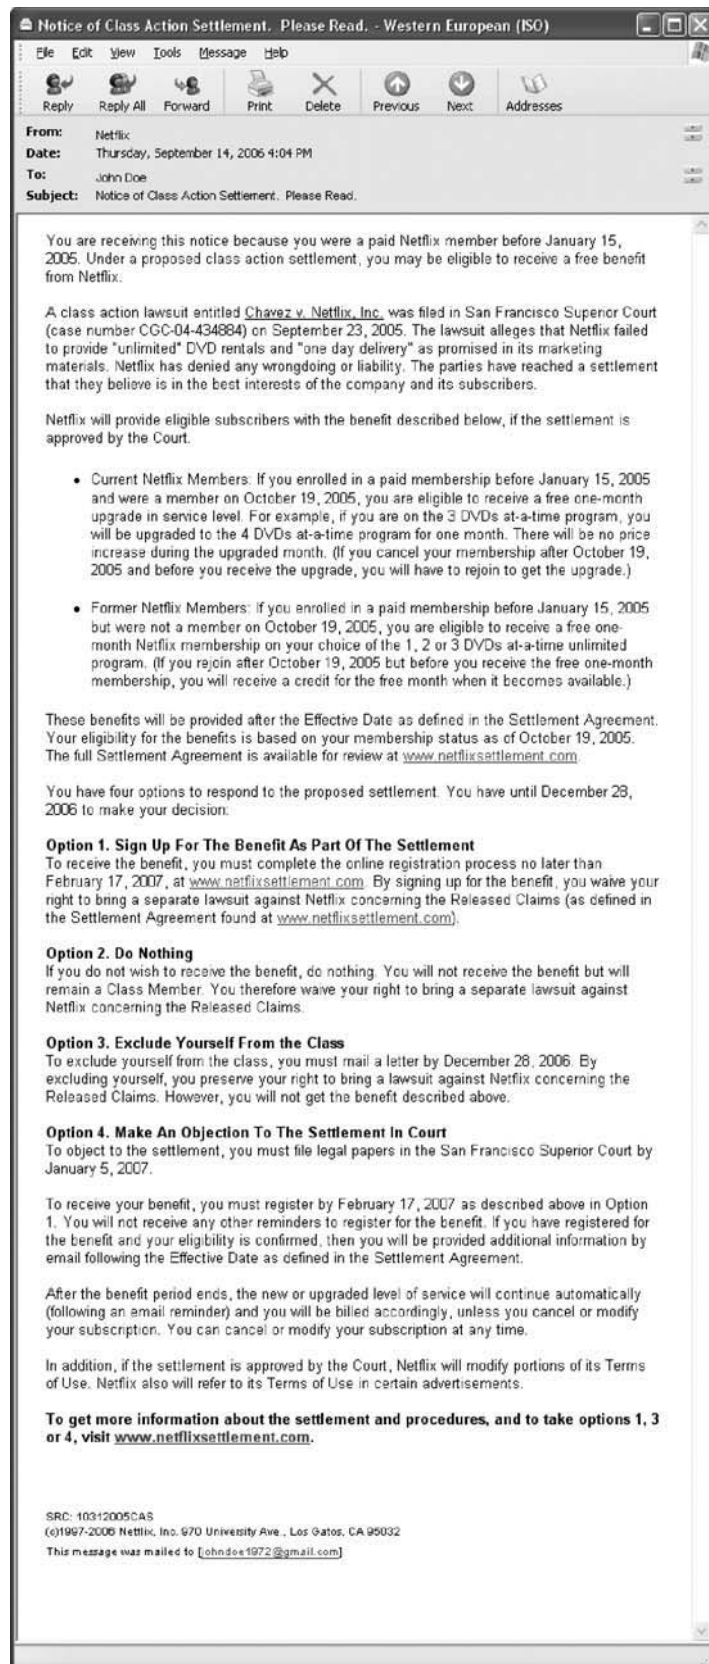 Notice of Class Action Settlement. Please Read. - Western European (ISO)
File Edit View Tools Message Help
Reply Reply All Forward Print Delete Previous Next Addresses
From: Netflix
Date: Thursday, September 14, 2006 4:04 PM
To: John Doe
Subject: Notice of Class Action Settlement. Please Read.
You are receiving this notice because you were a paid Netflix member before January 15,
2005. Under a proposed class action settlement, you may be eligible to receive a free benefit
from Netflix.
A class action lawsuit entitled Chavez v. Netflix, Inc. was filed in San Francisco Superior Court
(case number CGC-04-434884) on September 23, 2005. The lawsuit alleges that Netflix failed
to provide "unlimited" DVD rentals and "one day delivery" as promised in its marketing
materials. Netflix has denied any wrongdoing or liability. The parties have reached a settlement
that they believe is in the best interests of the company and its subscribers.
Netflix will provide eligible subscribers with the benefit described below, if the settlement is
approved by the Court.
• Current Netflix Members: If you enrolled in a paid membership before January 15, 2005
and were a member on October 19, 2005, you are eligible to receive a free one-month
upgrade in service level. For example, if you are on the 3 DVDs at-a-time program, you
will be upgraded to the 4 DVDs at-a-time program for one month. There will be no price
increase during the upgraded month. (If you cancel your membership after October 19,
2005 and before you receive the upgrade, you will have to rejoin to get the upgrade.)
• Former Netflix Members: If you enrolled in a paid membership before January 15, 2005
but were not a member on October 19, 2005, you are eligible to receive a free one-
month Netflix membership on your choice of the 1, 2 or 3 DVDs at-a-time unlimited
program. (If you rejoin after October 19, 2005 but before you receive the free one-month
membership, you will receive a credit for the free month when it becomes available.)
These benefits will be provided after the Effective Date as defined in the Settlement Agreement.
Your eligibility for the benefits is based on your membership status as of October 19, 2005.
The full Settlement Agreement is available for review at www.netflixsettlement.com.
You have four options to respond to the proposed settlement. You have until December 28,
2006 to make your decision:
Option 1. Sign Up For The Benefit As Part Of The Settlement
To receive the benefit, you must complete the online registration process no later than
February 17, 2007, at www.netflixsettlement.com. By signing up for the benefit, you waive your
right to bring a separate lawsuit against Netflix concerning the Released Claims (as defined in
the Settlement Agreement found at www.netflixsettlement.com).
Option 2. Do Nothing
If you do not wish to receive the benefit, do nothing. You will not receive the benefit but will
remain a Class Member. You therefore waive your right to bring a separate lawsuit against
Netflix concerning the Released Claims.
Option 3. Exclude Yourself From the Class
To exclude yourself from the class, you must mail a letter by December 28, 2006. By
excluding yourself, you preserve your right to bring a lawsuit against Netflix concerning the
Released Claims. However, you will not get the benefit described above.
Option 4. Make An Objection To The Settlement In Court
To object to the settlement, you must file legal papers in the San Francisco Superior Court by
January 5, 2007.
To receive your benefit, you must register by February 17, 2007 as described above in Option
1. You will not receive any other reminders to register for the benefit. If you have registered for
the benefit and your eligibility is confirmed, then you will be provided additional information by
email following the Effective Date as defined in the Settlement Agreement.
After the benefit period ends, the new or upgraded level of service will continue automatically
(following an email reminder) and you will be billed accordingly, unless you cancel or modify
your subscription. You can cancel or modify your subscription at any time.
In addition, if the settlement is approved by the Court, Netflix will modify portions of its Terms
of Use. Netflix also will refer to its Terms of Use in certain advertisements.
To get more information about the settlement and procedures, and to take options 1, 3
or 4, visit www.netflixsettlement.com.
SRC: 10312005CAS
(c)1997-2006 Netflix, Inc. 970 University Ave., Los Gatos, CA 95032
This message was mailed to [johndoe1972@gmail.com]